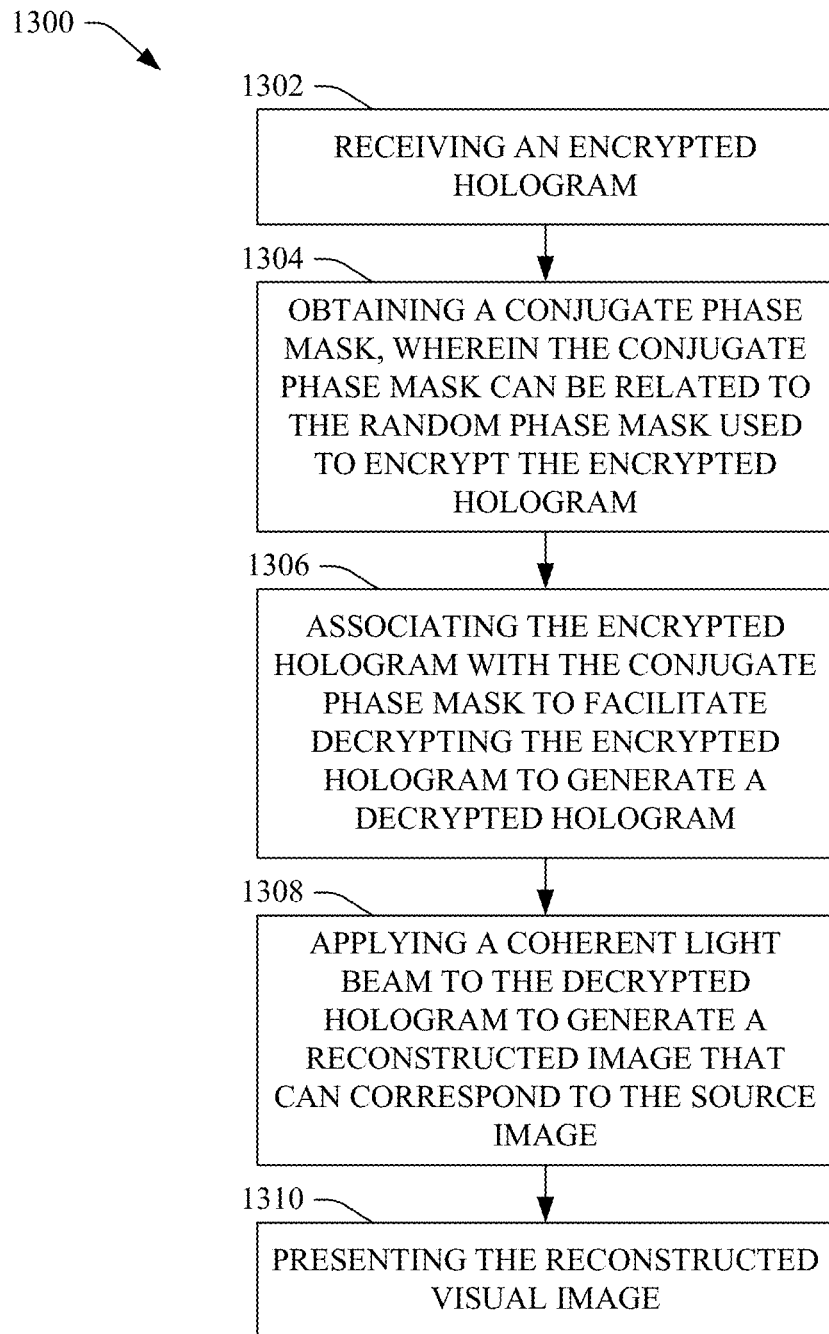 1300
1302
RECEIVING AN ENCRYPTED
HOLOGRAM
1304
OBTAINING A CONJUGATE PHASE
MASK, WHEREIN THE CONJUGATE
PHASE MASK CAN BE RELATED TO
THE RANDOM PHASE MASK USED
TO ENCRYPT THE ENCRYPTED
HOLOGRAM
1306
ASSOCIATING THE ENCRYPTED
HOLOGRAM WITH THE CONJUGATE
PHASE MASK TO FACILITATE
DECRYPTING THE ENCRYPTED
HOLOGRAM TO GENERATE A
DECRYPTED HOLOGRAM
1308
APPLYING A COHERENT LIGHT
BEAM TO THE DECRYPTED
HOLOGRAM TO GENERATE A
RECONSTRUCTED IMAGE THAT
CAN CORRESPOND TO THE SOURCE
IMAGE
1310
PRESENTING THE RECONSTRUCTED
VISUAL IMAGE